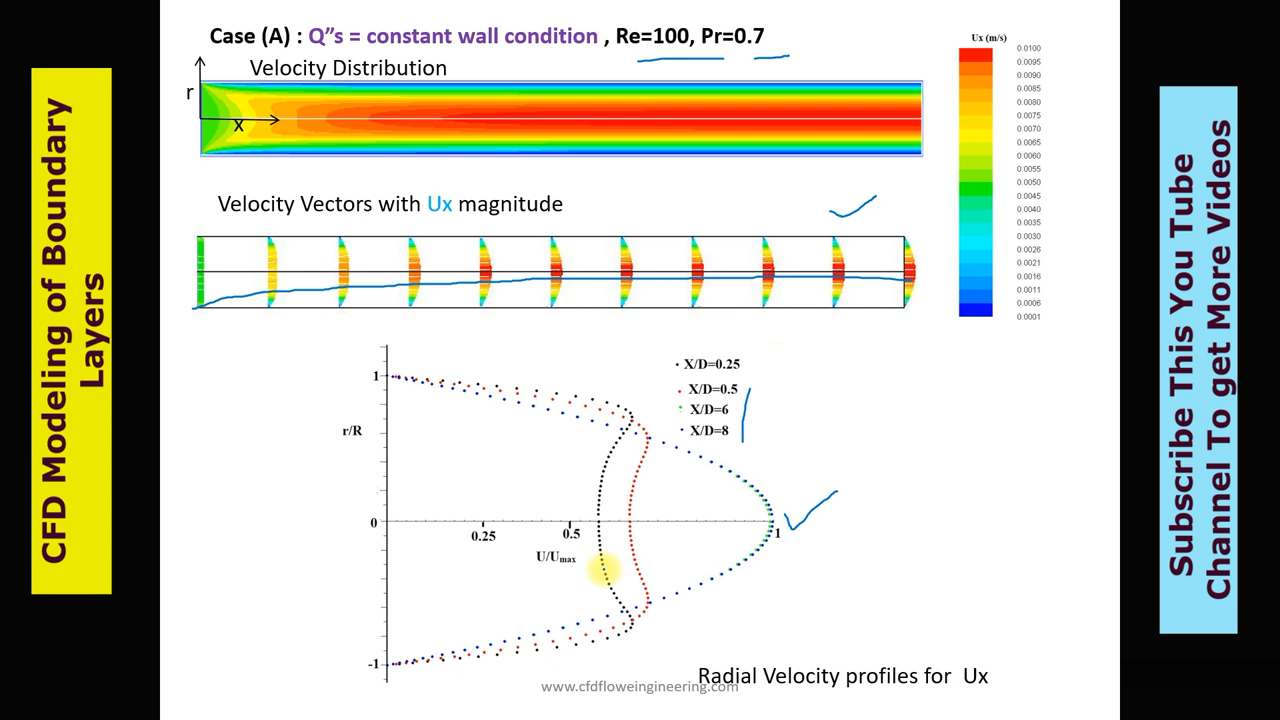 CFD Modeling of Boundary
Layers
Case (A) : Q”s = constant wall condition , Re=100, Pr=0.7
Velocity Distribution
r
x
Ux (m/s)
0.0100
0.0095
0.0090
0.0085
0.0080
0.0075
0.0070
0.0065
0.0060
0.0055
0.0050
0.0045
0.0040
0.0035
0.0030
0.0026
0.0021
0.0016
0.0011
0.0006
0.0001
Velocity Vectors with Ux magnitude
X/D=0.25
X/D=0.5
X/D=6
X/D=8
1
r/R
0
-1
0.25
0.5
1
U/Umax
Radial Velocity profiles for Ux
www.cfdfloweingineering.com
Subscribe This You Tube
Channel To get More Videos